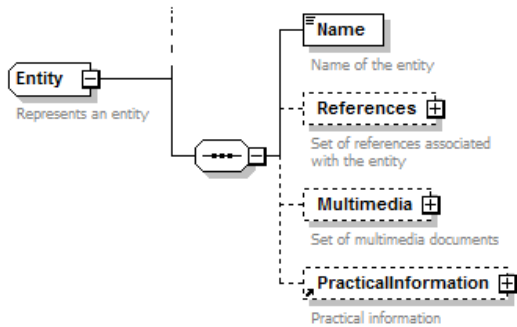 Name
Name of the entity
Entity
Represents an entity
References
Set of references associated
with the entity
Multimedia
Set of multimedia documents
PracticalInformation
Practical information